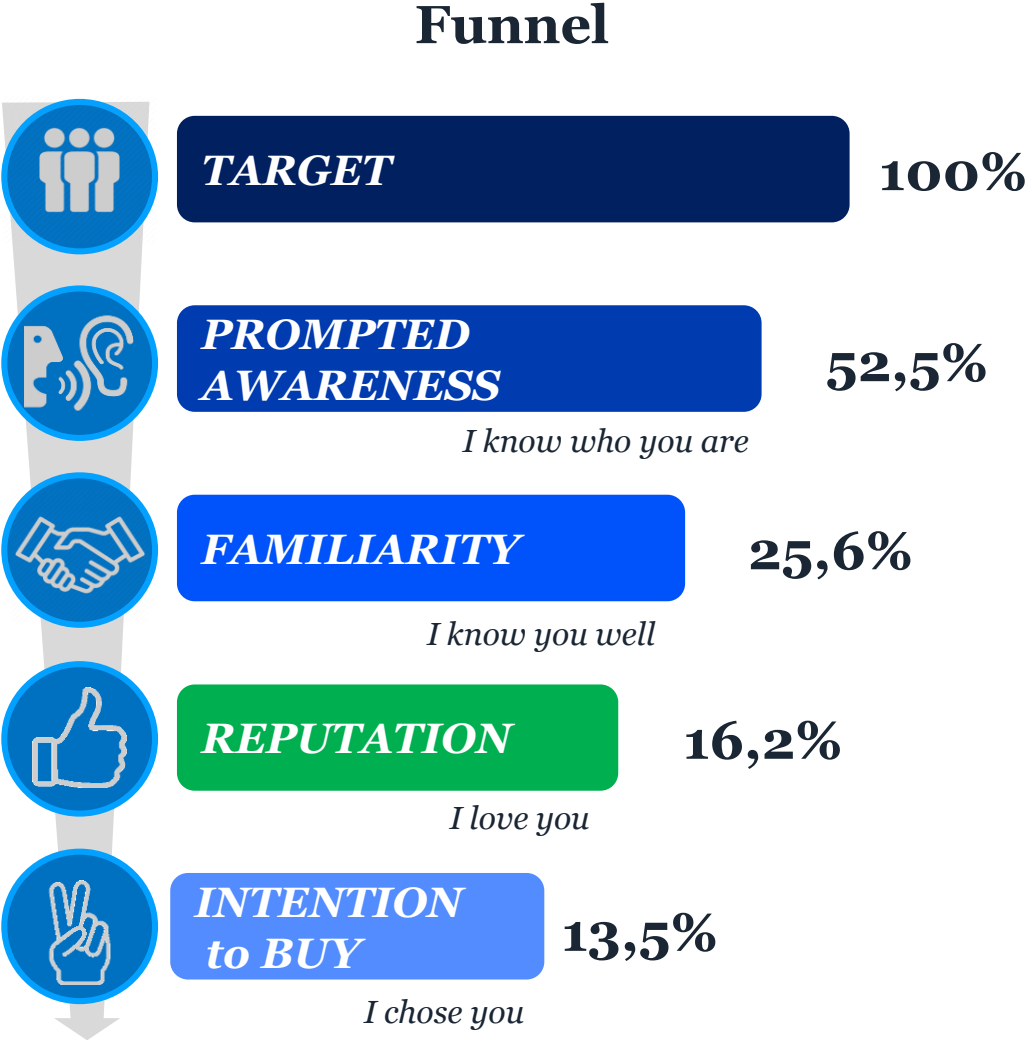 Funnel
TARGET
100%
PROMPTED
AWARENESS
52,5%
I know who you are
FAMILIARITY
25,6%
I know you well
REPUTATION
16,2%
I love you
INTENTION
to BUY
13,5%
I chose you